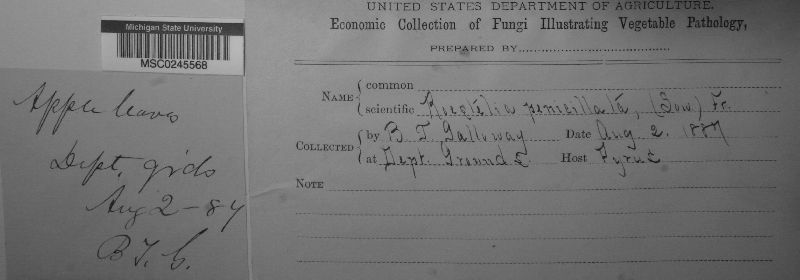 Michigan State University
MSC0245568
Apple leaves
Dept. grds
Aug 2 - 87
B T. G.
UNITED STATES DEPARTMENT OF AGRICULTURE.
Economic Collection of Fungi Illustrating Vegetable Pathology,
PREPARED BY
NAME { common
scientific Roestelia penicillata, (Sow) Fr.
COLLECTED { by B T Galloway Date Aug 2. 1887
at Dept. Grounds Host Pyrus
NOTE